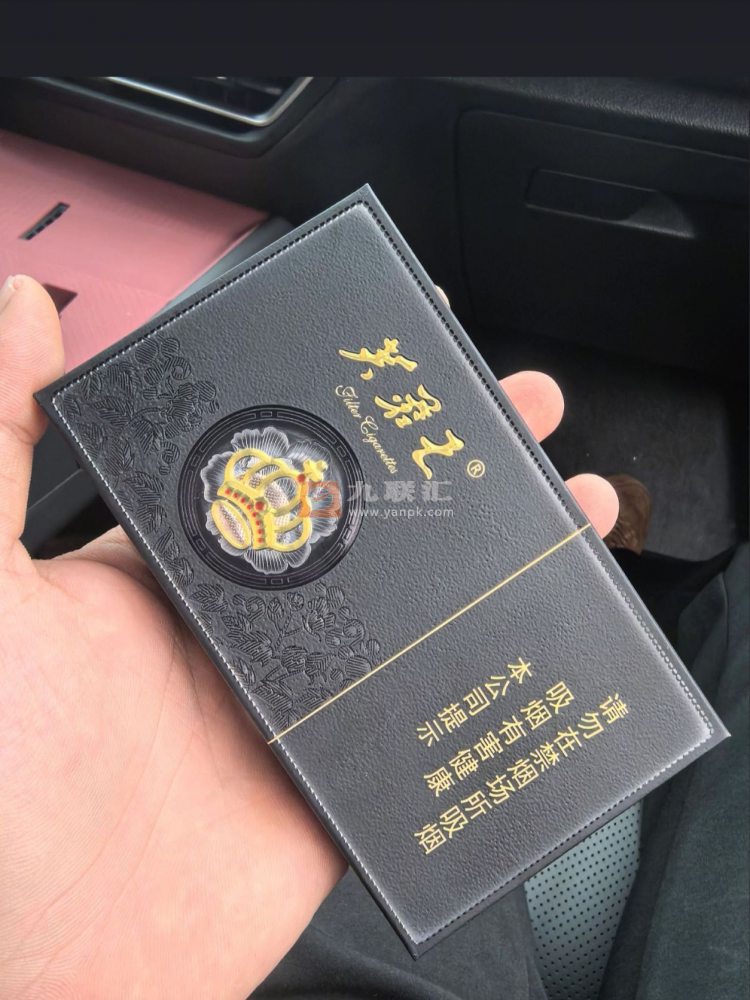 芙蓉王®
Filter Cigarettes
九联汇
www.yanpk.com
本公司提示
吸烟有害健康
请勿在禁烟场所吸烟